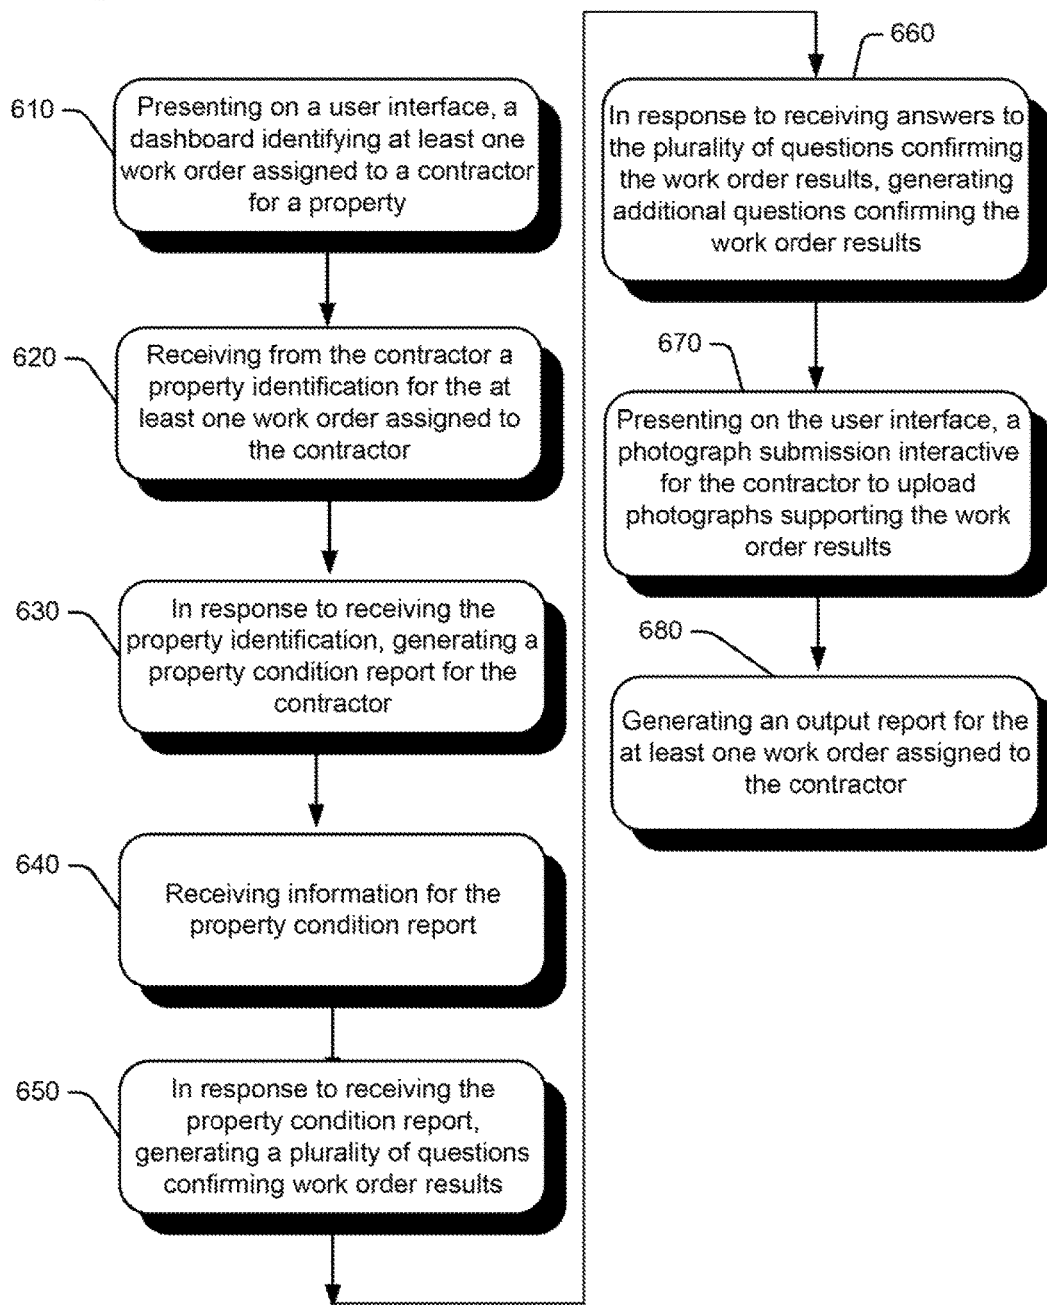 610
Presenting on a user interface, a
dashboard identifying at least one
work order assigned to a contractor
for a property
620
Receiving from the contractor a
property identification for the at
least one work order assigned to
the contractor
630
In response to receiving the
property identification, generating a
property condition report for the
contractor
640
Receiving information for the
property condition report
650
In response to receiving the
property condition report,
generating a plurality of questions
confirming work order results
660
In response to receiving answers to
the plurality of questions confirming
the work order results, generating
additional questions confirming the
work order results
670
Presenting on the user interface, a
photograph submission interactive
for the contractor to upload
photographs supporting the work
order results
680
Generating an output report for the
at least one work order assigned to
the contractor